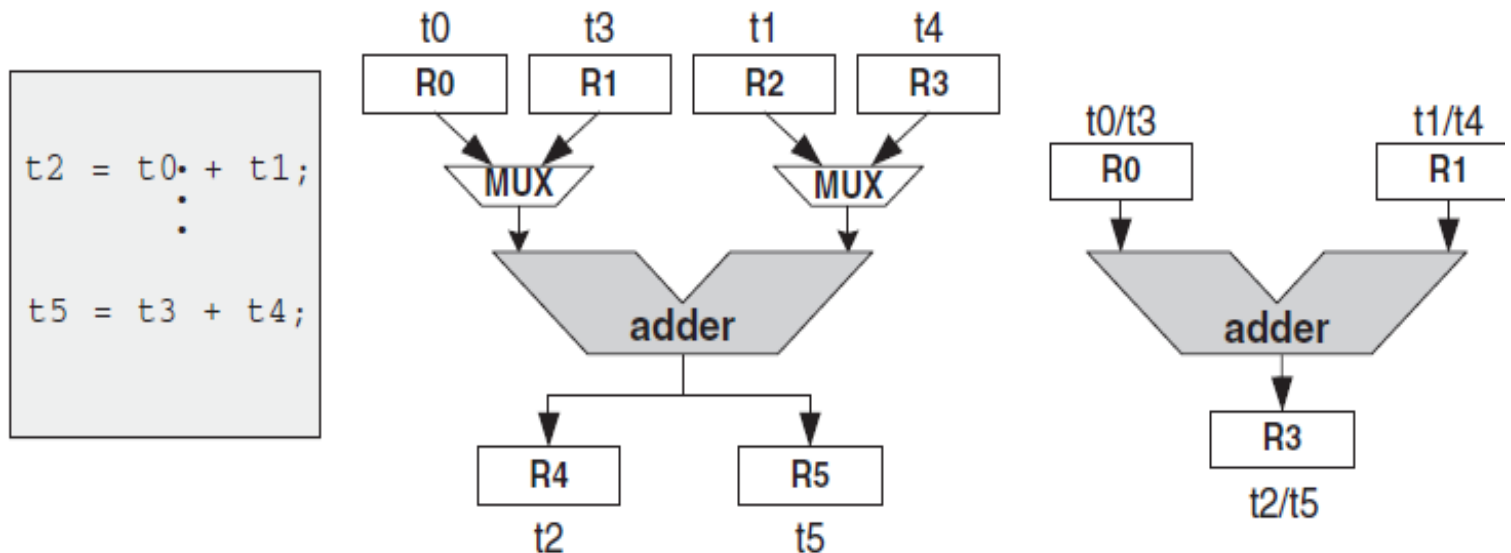 t2 = t0 + t1;
t5 = t3 + t4;
t0 t3 t1 t4
R0 R1 R2 R3
MUX MUX
adder
R4 R5
t2 t5
t0/t3 t1/t4
R0 R1
adder
R3
t2/t5